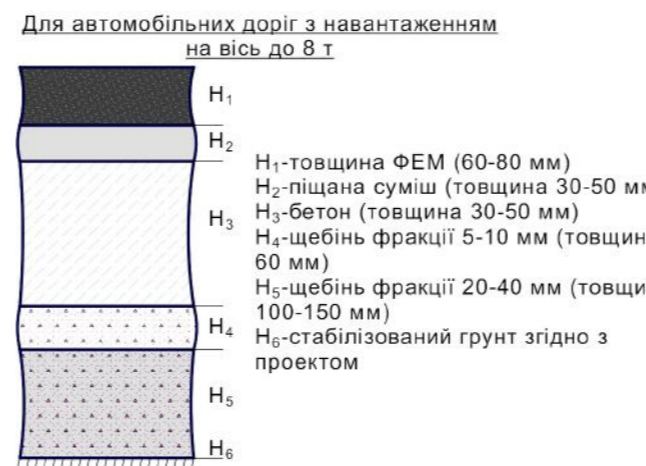 Для автомобільних доріг з навантаженням
на вісь до 8 т
H₁
H₂
H₃
H₄
H₅
H₆
H₁-товщина ФЕМ (60-80 мм)
H₂-піщана суміш (товщина 30-50 мм
H₃-бетон (товщина 30-50 мм)
H₄-щебінь фракції 5-10 мм (товщин
60 мм)
H₅-щебінь фракції 20-40 мм (товщи
100-150 мм)
H₆-стабілізований грунт згідно з
проектом